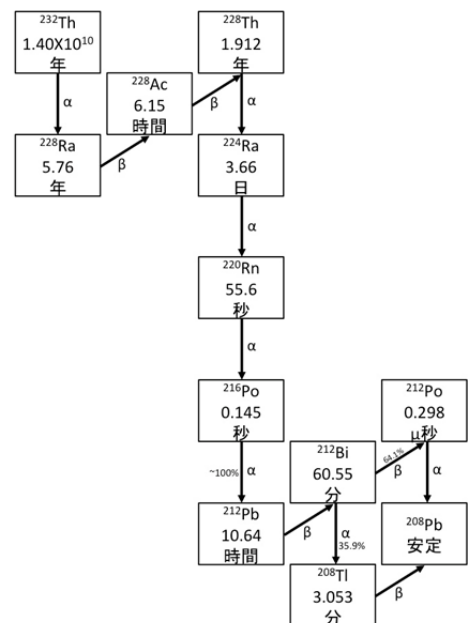 ²³²Th
1.40X10¹⁰
年
α
²²⁸Ra
5.76
年
β
²²⁸Ac
6.15
時間
β
²²⁸Th
1.912
年
α
²²⁴Ra
3.66
日
α
²²⁰Rn
55.6
秒
α
²¹⁶Po
0.145
秒
~100%
α
²¹²Pb
10.64
時間
β
²¹²Bi
60.55
分
64.1%
β
²¹²Po
0.298
μ秒
α
α
35.9%
²⁰⁸Tl
3.053
分
β
²⁰⁸Pb
安定